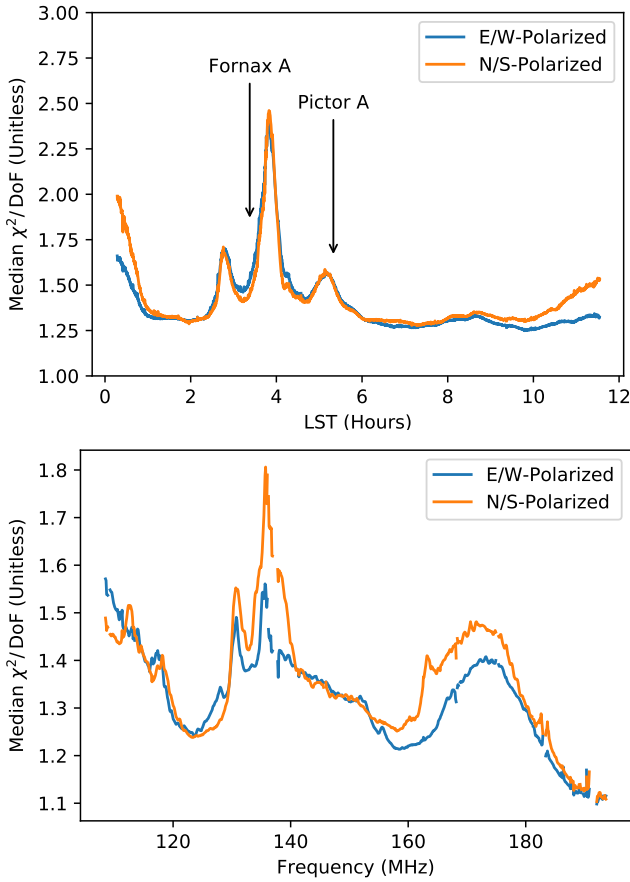 3.00
2.75
2.50
2.25
2.00
1.75
1.50
1.25
1.00
Median χ²/DoF (Unitless)
E/W-Polarized
N/S-Polarized
Fornax A
Pictor A
0 2 4 6 8 10 12
LST (Hours)
1.8
1.7
1.6
1.5
1.4
1.3
1.2
1.1
Median χ²/DoF (Unitless)
E/W-Polarized
N/S-Polarized
120 140 160 180
Frequency (MHz)